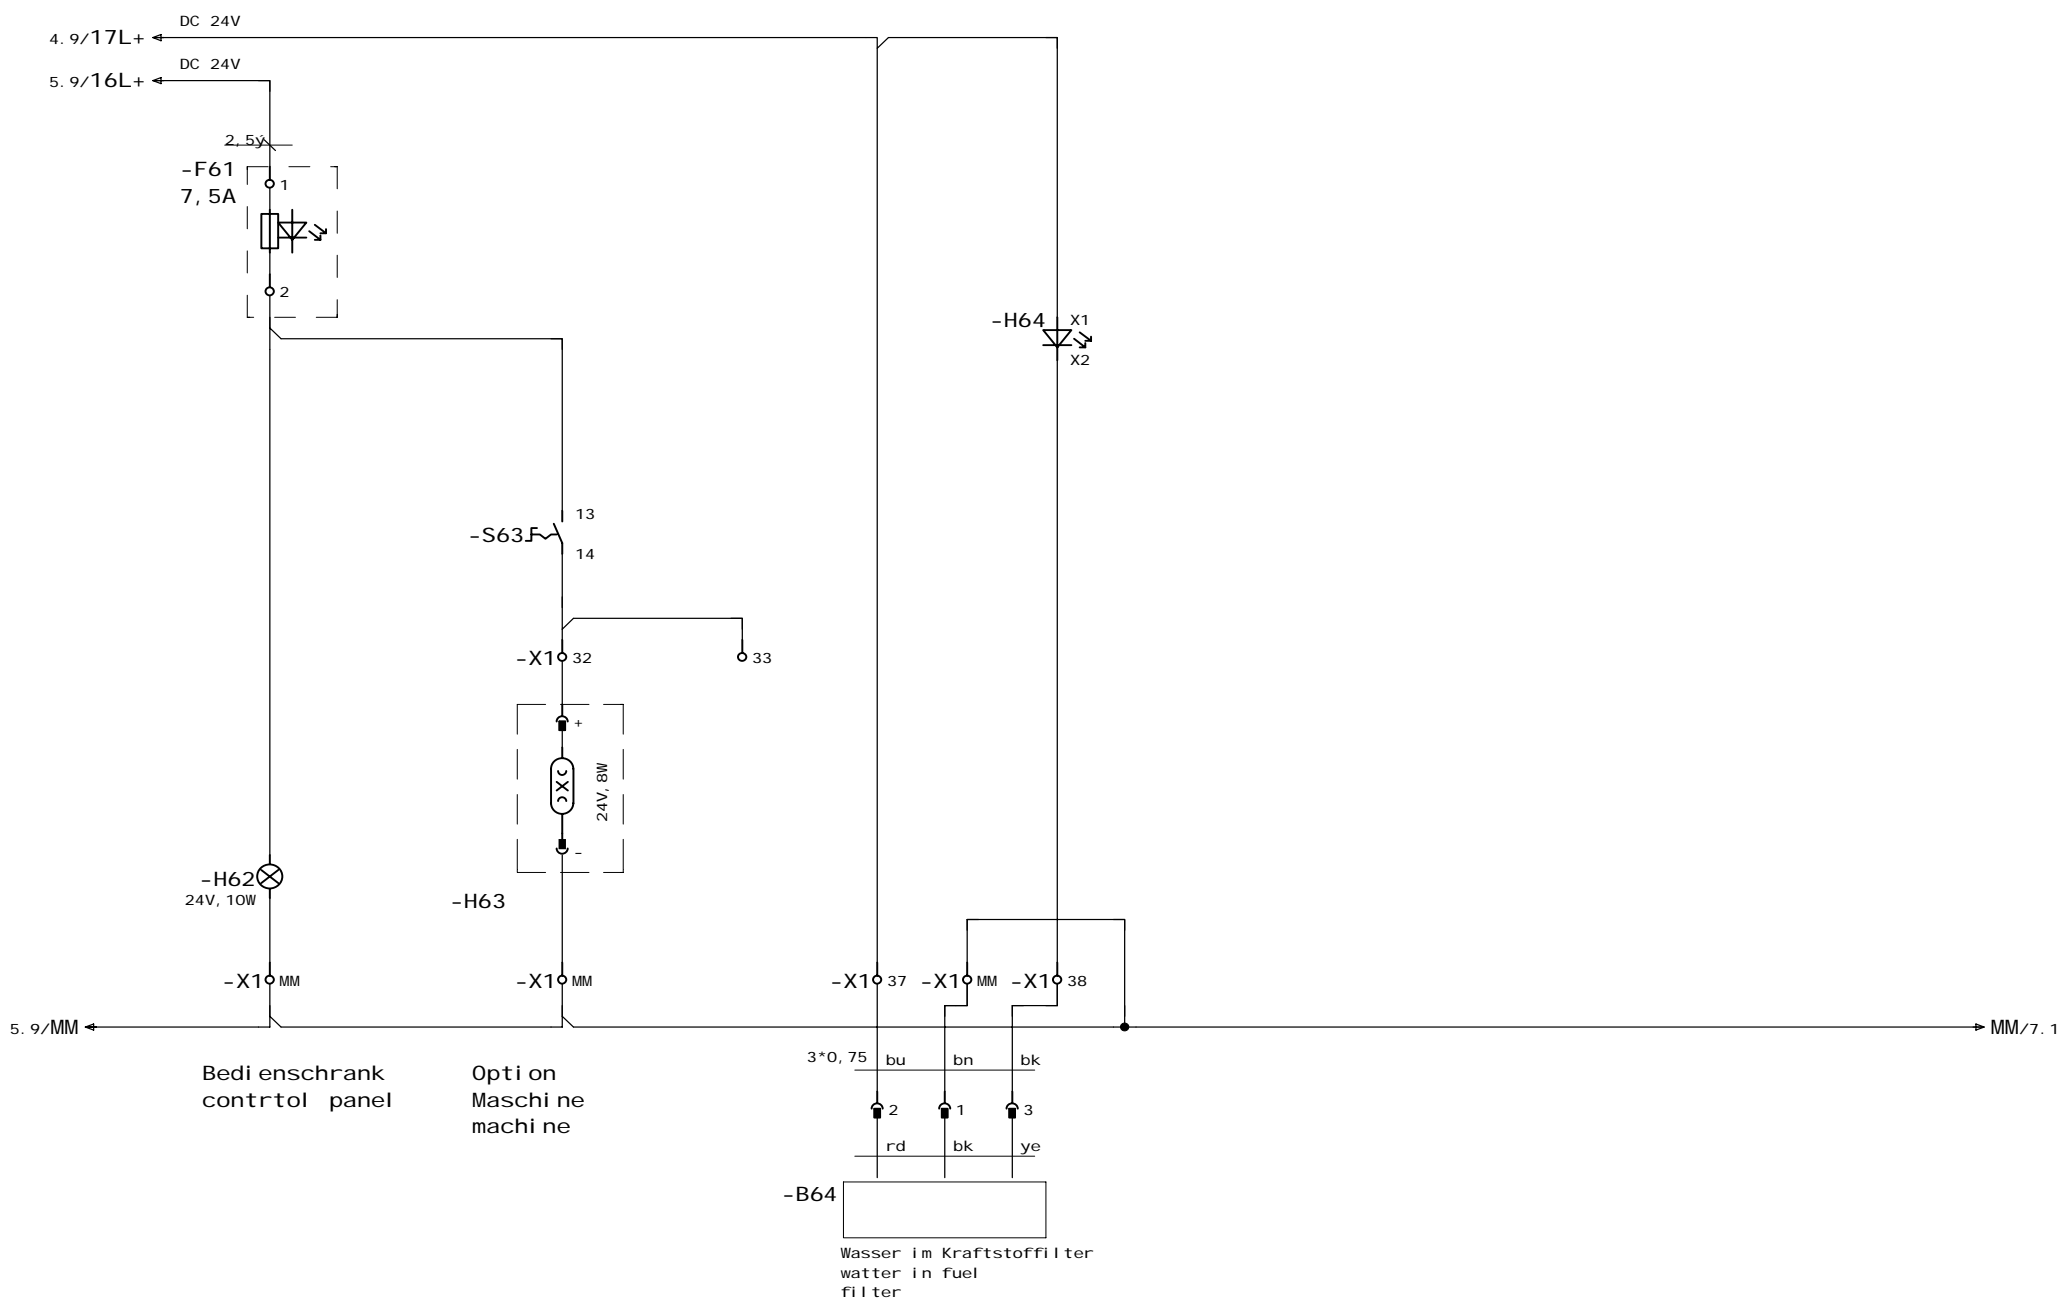 DC 24V
4.9/17L+
DC 24V
5.9/16L+
2,5ý
-F61
7,5A
1
2
-H64
X1
X2
13
-S63
14
-X1 32
33
+
24V,8W
-
-H62
24V,10W
-H63
-X1 MM
-X1 MM
-X1 37
-X1 MM
-X1 38
5.9/MM
MM/7.1
Bedienschrank
contrtol panel
Option
Maschine
machine
3*0,75 bu bn bk
2 1 3
rd bk ye
-B64
Wasser im Kraftstoffilter
watter in fuel
filter